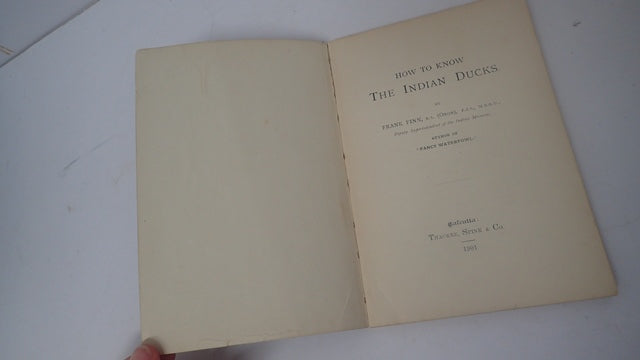 HOW TO KNOW
THE INDIAN DUCKS
BY
FRANK FINN, B.A. (OXON), F.Z.S., M.B.O.U.,
Deputy Superintendent of the Indian Museum,
AUTHOR OF
"FANCY WATERFOWL."
Calcutta:
THACKER, SPINK & CO.
1901